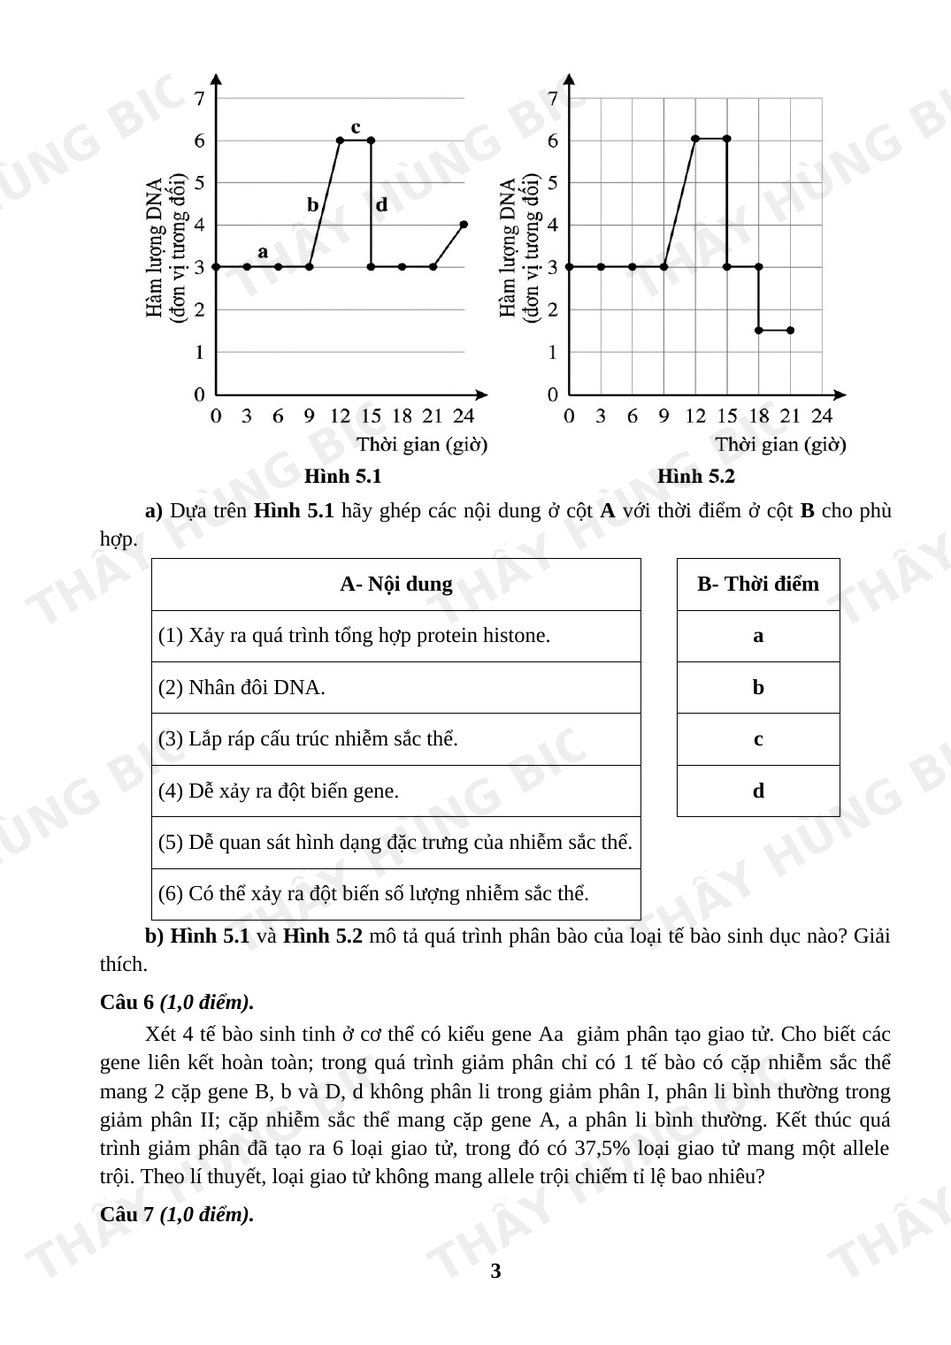 7
6
5
4
3
2
1
0
0 3 6 9 12 15 18 21 24
a
b
c
d
Hàm lượng DNA
(đơn vị tương đối)
Thời gian (giờ)
Hình 5.1
7
6
5
4
3
2
1
0
0 3 6 9 12 15 18 21 24
Hàm lượng DNA
(đơn vị tương đối)
Thời gian (giờ)
Hình 5.2
a) Dựa trên Hình 5.1 hãy ghép các nội dung ở cột A với thời điểm ở cột B cho phù
hợp.
A- Nội dung
B- Thời điểm
(1) Xảy ra quá trình tổng hợp protein histone.
a
(2) Nhân đôi DNA.
b
(3) Lắp ráp cấu trúc nhiễm sắc thể.
c
(4) Dễ xảy ra đột biến gene.
d
(5) Dễ quan sát hình dạng đặc trưng của nhiễm sắc thể.
(6) Có thể xảy ra đột biến số lượng nhiễm sắc thể.
b) Hình 5.1 và Hình 5.2 mô tả quá trình phân bào của loại tế bào sinh dục nào? Giải
thích.
Câu 6 (1,0 điểm).
Xét 4 tế bào sinh tinh ở cơ thể có kiểu gene Aa giảm phân tạo giao tử. Cho biết các
gene liên kết hoàn toàn; trong quá trình giảm phân chỉ có 1 tế bào có cặp nhiễm sắc thể
mang 2 cặp gene B, b và D, d không phân li trong giảm phân I, phân li bình thường trong
giảm phân II; cặp nhiễm sắc thể mang cặp gene A, a phân li bình thường. Kết thúc quá
trình giảm phân đã tạo ra 6 loại giao tử, trong đó có 37,5% loại giao tử mang một allele
trội. Theo lí thuyết, loại giao tử không mang allele trội chiếm tỉ lệ bao nhiêu?
Câu 7 (1,0 điểm).
3
THẦY HÙNG BIC